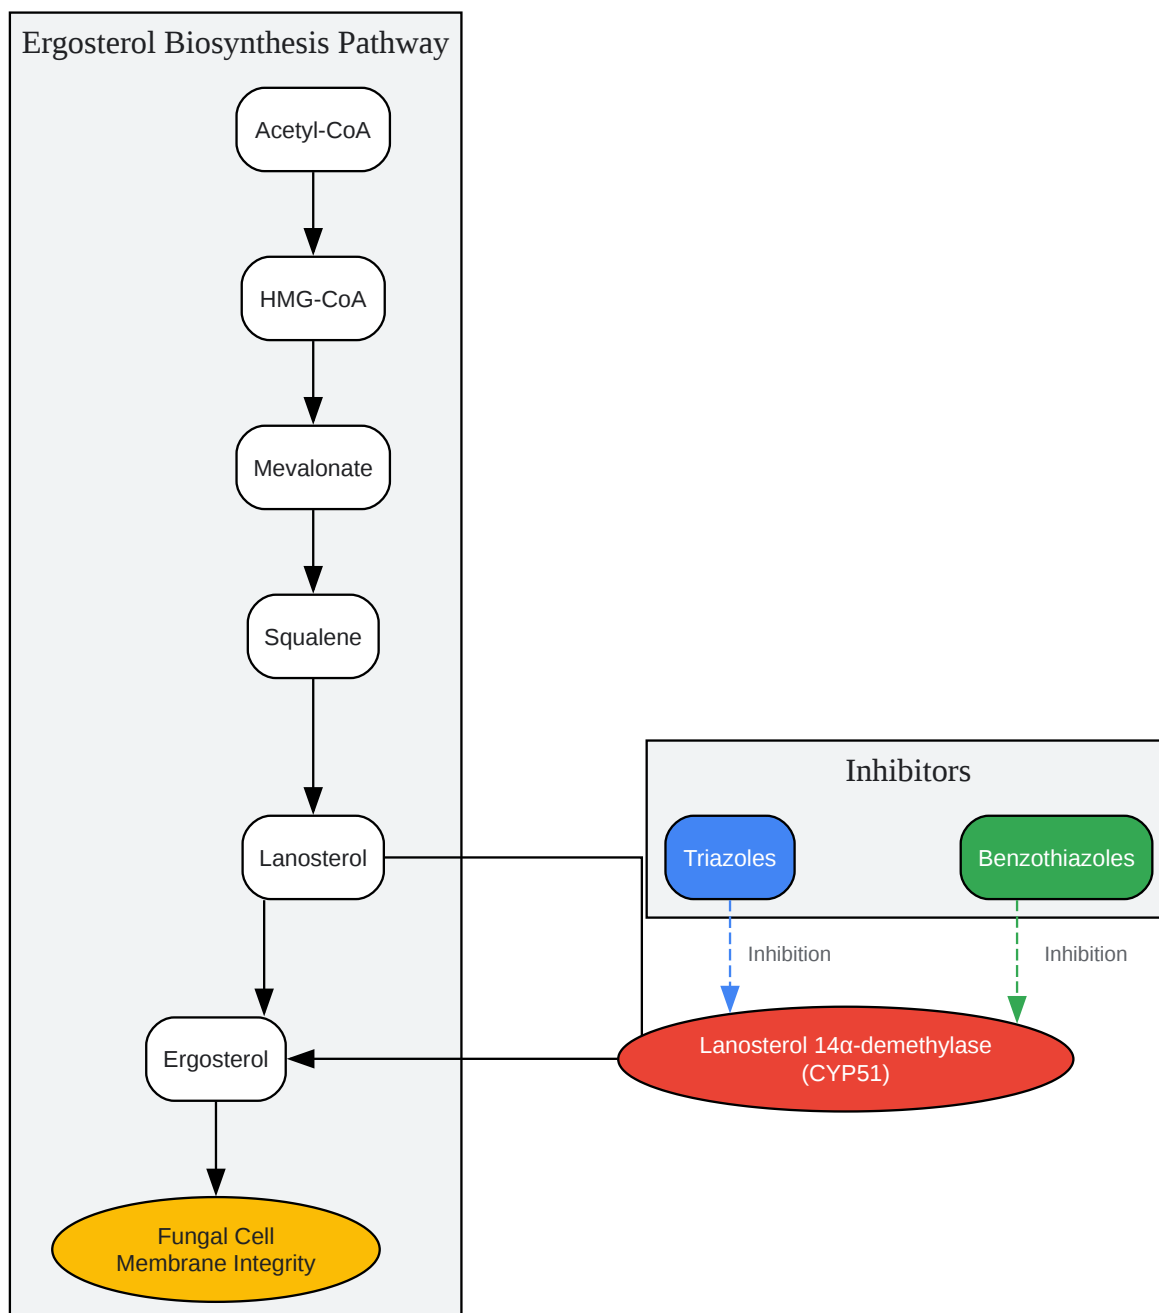 Ergosterol Biosynthesis Pathway
Acetyl-CoA
HMG-CoA
Mevalonate
Squalene
Lanosterol
Ergosterol
Fungal Cell
Membrane Integrity
Inhibitors
Triazoles
Benzothiazoles
Inhibition
Inhibition
Lanosterol 14α-demethylase
(CYP51)